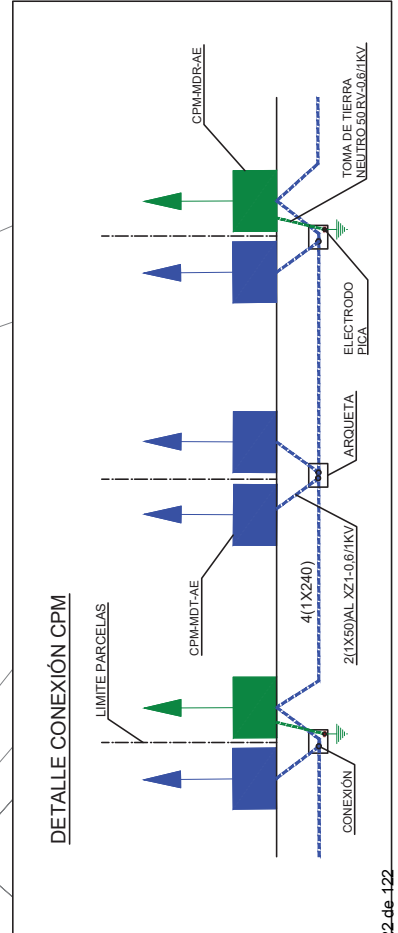 DETALLE CONEXIÓN CPM
LIMITE PARCELAS
CPM-MDT-AE
CPM-MDR-AE
4(1X240)
2(1X50)AL XZ1-0,6/1KV
CONEXIÓN
ARQUETA
ELECTRODO
PICA
TOMA DE TIERRA
NEUTRO 50 RV-0,6/1KV
22 de 122